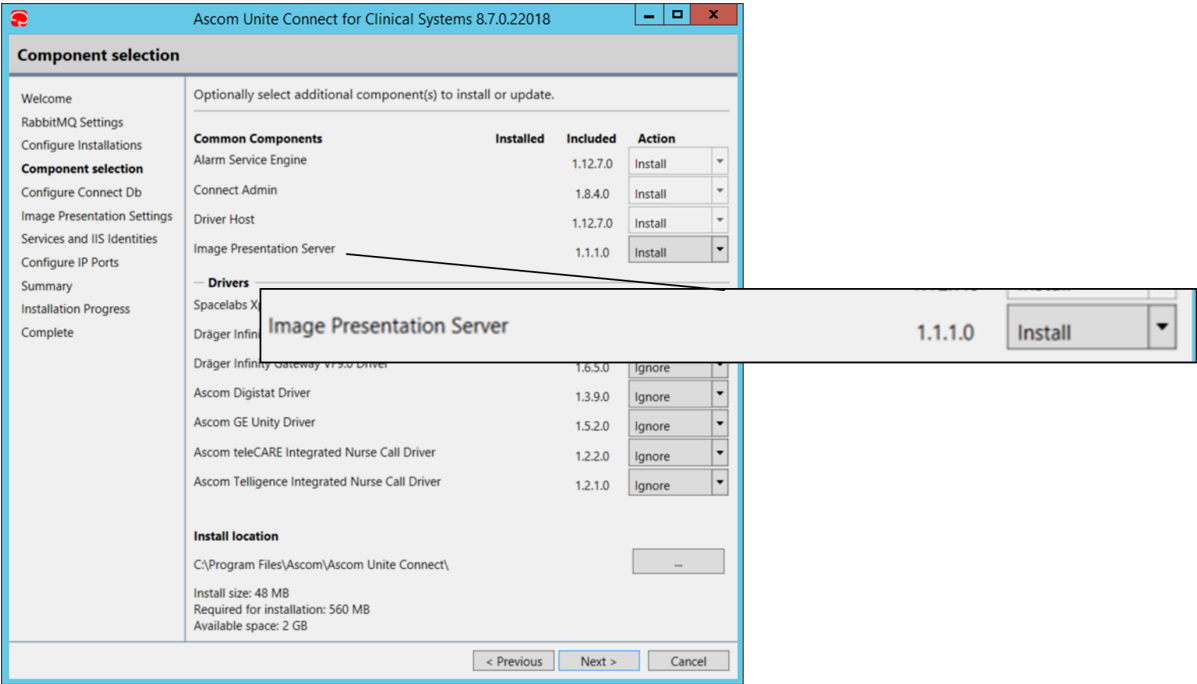 Ascom Unite Connect for Clinical Systems 8.7.0.22018
Component selection
Welcome
RabbitMQ Settings
Configure Installations
Component selection
Configure Connect Db
Image Presentation Settings
Services and IIS Identities
Configure IP Ports
Summary
Installation Progress
Complete
Optionally select additional component(s) to install or update.
Common Components Installed Included Action
Alarm Service Engine 1.12.7.0 Install
Connect Admin 1.8.4.0 Install
Driver Host 1.12.7.0 Install
Image Presentation Server 1.1.1.0 Install
Drivers
Spacelabs
Dräger
Image Presentation Server 1.1.1.0 Install
Dräger Infinity Gateway VF9.0 Driver 1.6.5.0 Ignore
Ascom Digistat Driver 1.3.9.0 Ignore
Ascom GE Unity Driver 1.5.2.0 Ignore
Ascom teleCARE Integrated Nurse Call Driver 1.2.2.0 Ignore
Ascom Telligence Integrated Nurse Call Driver 1.2.1.0 Ignore
Install location
C:\Program Files\Ascom\Ascom Unite Connect\ ...
Install size: 48 MB
Required for installation: 560 MB
Available space: 2 GB
< Previous Next > Cancel